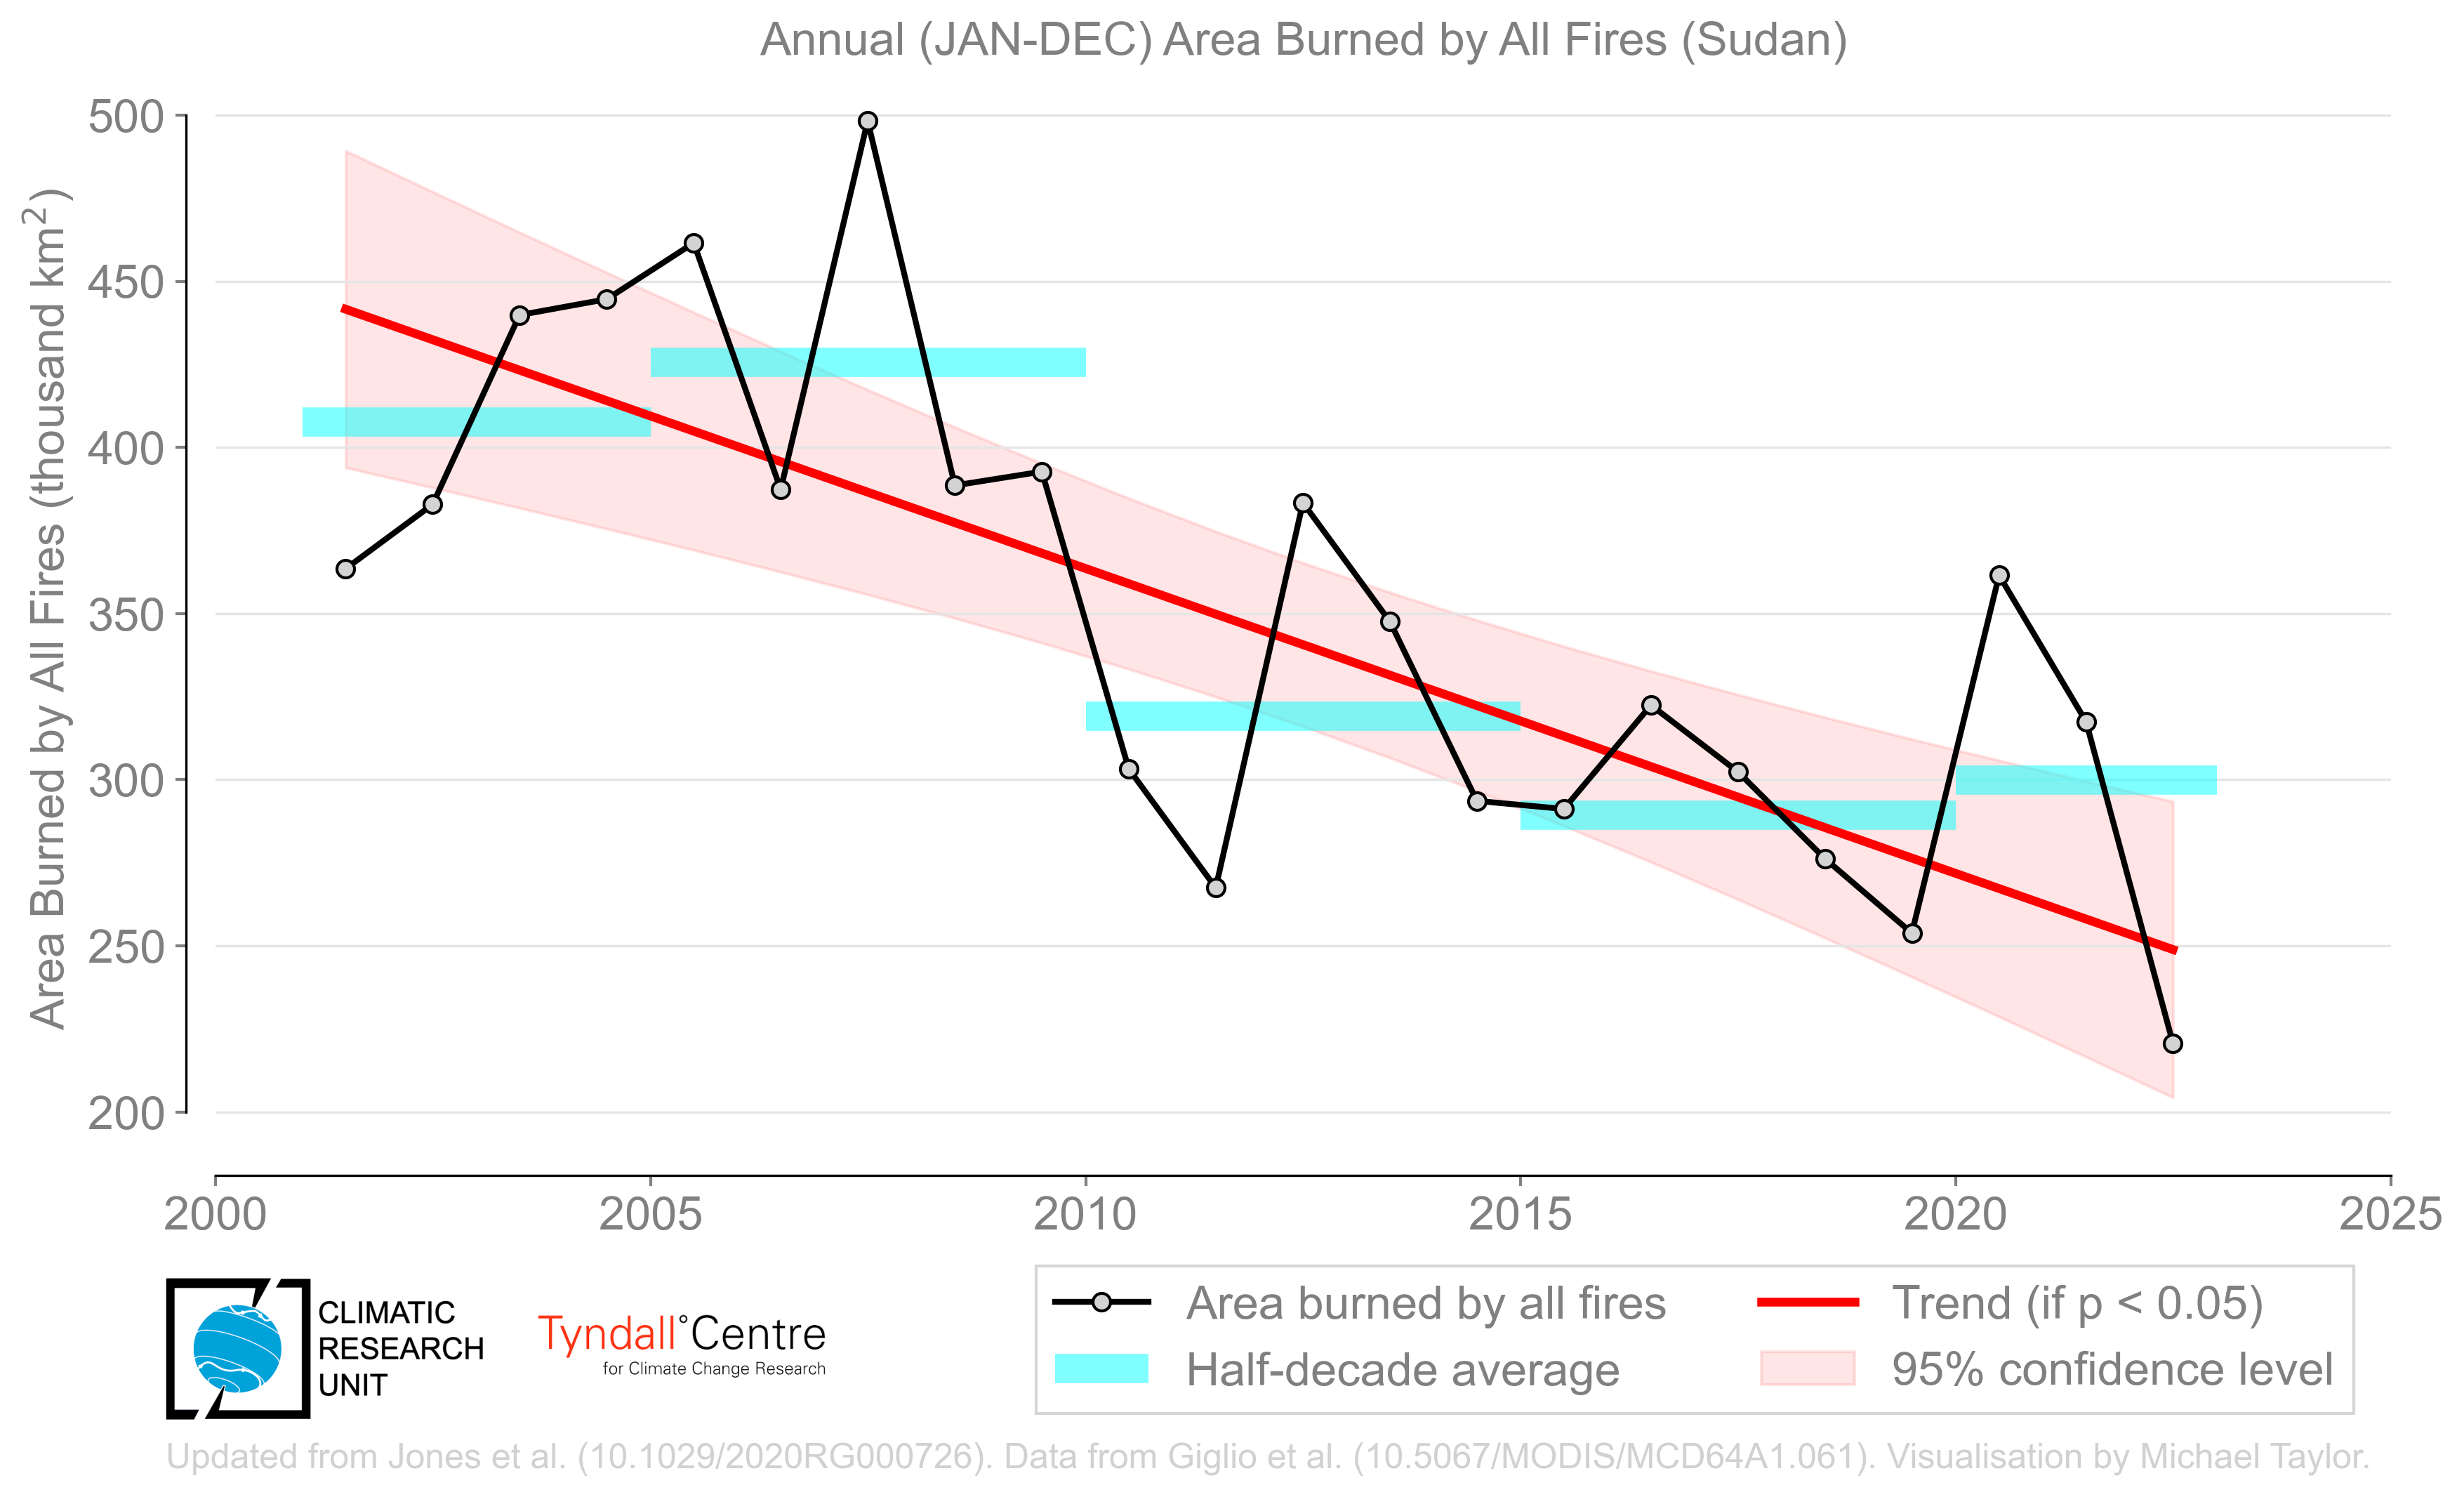 Annual (JAN-DEC) Area Burned by All Fires (Sudan)
Area Burned by All Fires (thousand km²)
500
450
400
350
300
250
200
2000
2005
2010
2015
2020
2025
Area burned by all fires
Half-decade average
Trend (if p < 0.05)
95% confidence level
CLIMATIC
RESEARCH
UNIT
Tyndall°Centre
for Climate Change Research
Updated from Jones et al. (10.1029/2020RG000726). Data from Giglio et al. (10.5067/MODIS/MCD64A1.061). Visualisation by Michael Taylor.